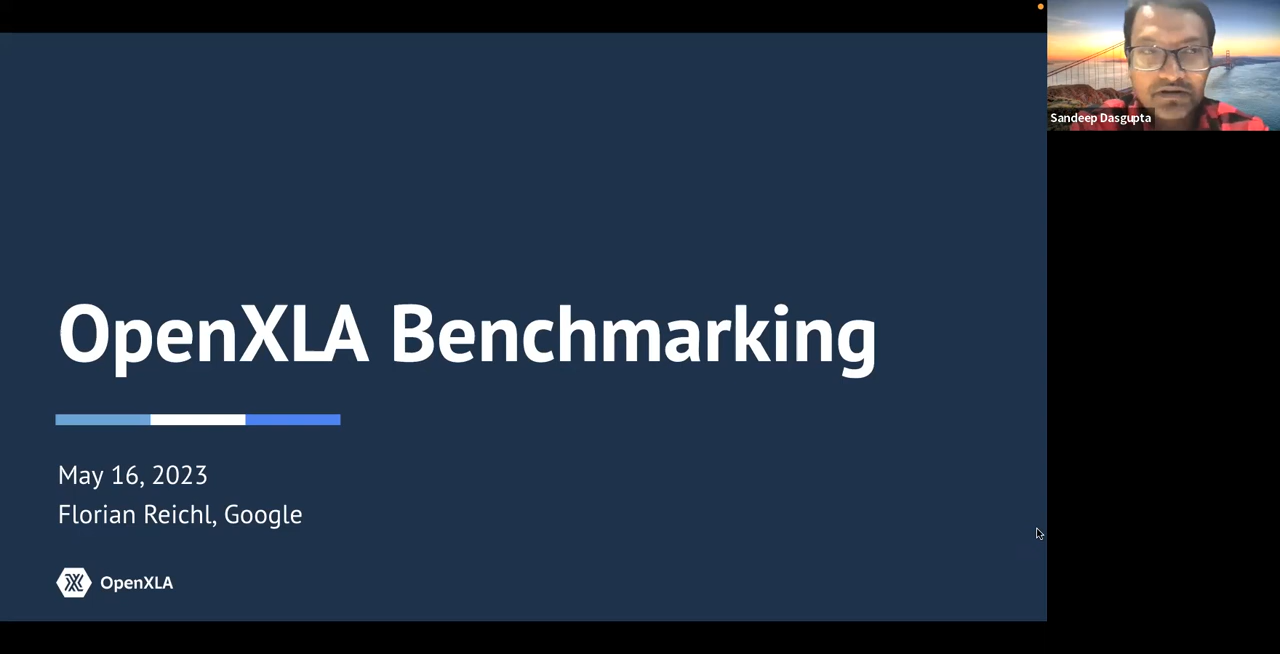 OpenXLA Benchmarking
May 16, 2023
Florian Reichl, Google
OpenXLA
Sandeep Dasgupta